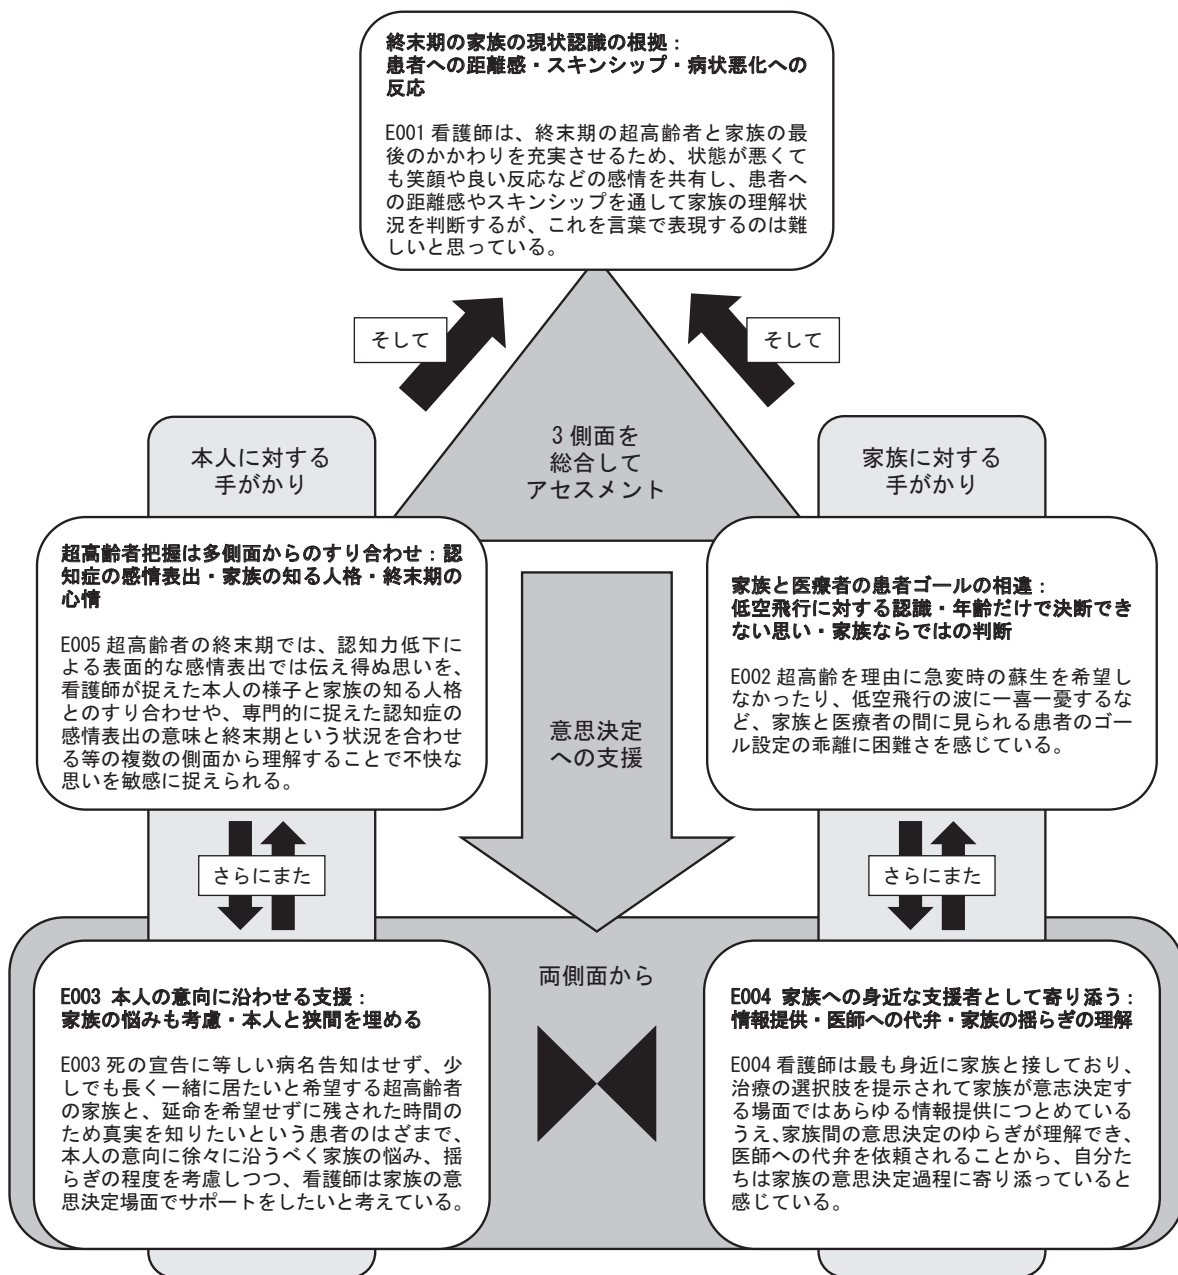 終末期の家族の現状認識の根拠：
患者への距離感・スキンシップ・病状悪化への
反応
E001 看護師は、終末期の超高齢者と家族の最
後のかかわりを充実させるため、状態が悪くて
も笑顔や良い反応などの感情を共有し、患者へ
の距離感やスキンシップを通して家族の理解状
況を判断するが、これを言葉で表現するのは難
しいと思っている。
そして
そして
3 側面を
総合して
アセスメント
本人に対する
手がかり
家族に対する
手がかり
超高齢者把握は多側面からのすり合わせ：認
知症の感情表出・家族の知る人格・終末期の
心情
E005 超高齢者の終末期では、認知力低下に
よる表面的な感情表出では伝え得ぬ思いを、
看護師が捉えた本人の様子と家族の知る人格
とのすり合わせや、専門的に捉えた認知症の
感情表出の意味と終末期という状況を合わせ
る等の複数の側面から理解することで不快な
思いを敏感に捉えられる。
家族と医療者の患者ゴールの相違：
低空飛行に対する認識・年齢だけで決断でき
ない思い・家族ならではの判断
E002 超高齢を理由に急変時の蘇生を希望し
なかったり、低空飛行の波に一喜一憂するな
ど、家族と医療者の間に見られる患者のゴー
ル設定の乖離に困難さを感じている。
意思決定
への支援
さらにまた
さらにまた
両側面から
E003 本人の意向に沿わせる支援：
家族の悩みも考慮・本人と狭間を埋める
E003 死の宣告に等しい病名告知はせず、少
しでも長く一緒に居たいと希望する超高齢者
の家族と、延命を希望せずに残された時間の
ため真実を知りたいという患者のはざまで、
本人の意向に徐々に沿うべく家族の悩み、揺
らぎの程度を考慮しつつ、看護師は家族の意
思決定場面でサポートをしたいと考えている。
E004 家族への身近な支援者として寄り添う：
情報提供・医師への代弁・家族の揺らぎの理解
E004 看護師は最も身近に家族と接しており、
治療の選択肢を提示されて家族が意志決定す
る場面ではあらゆる情報提供につとめている
うえ、家族間の意思決定のゆらぎが理解でき、
医師への代弁を依頼されることから、自分た
ちは家族の意思決定過程に寄り添っていると
感じている。